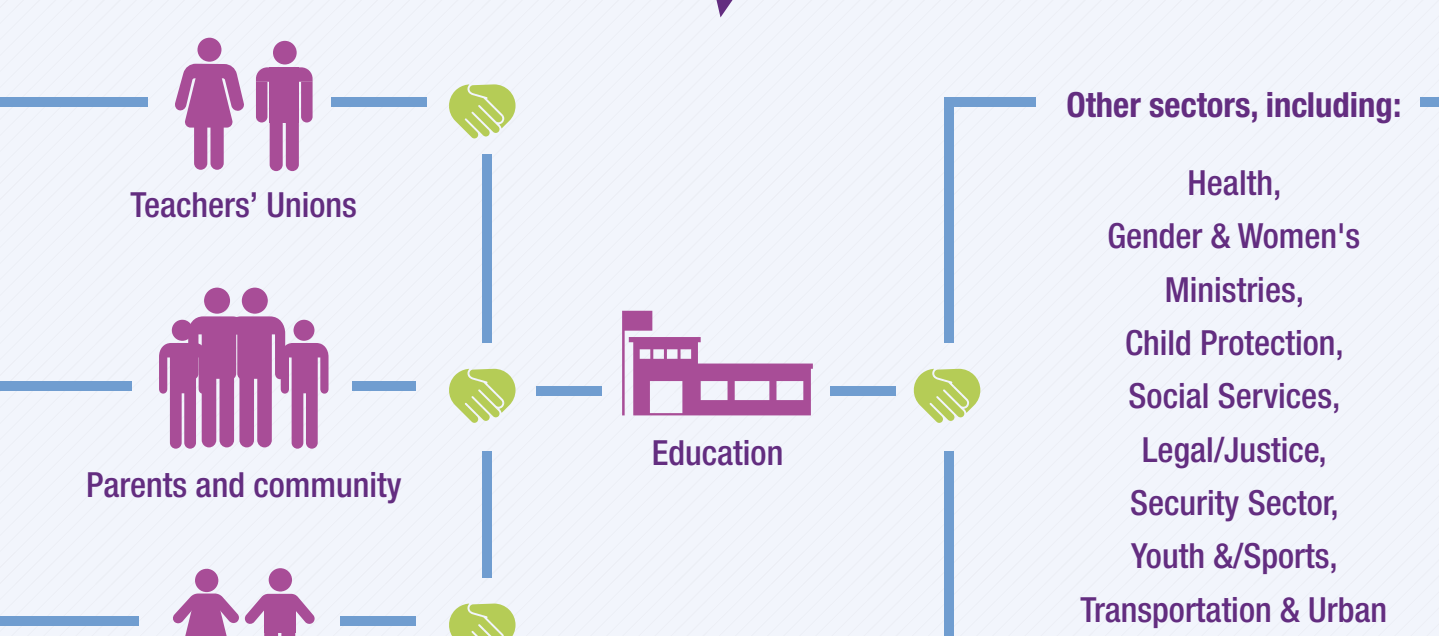 Teachers’ Unions
Parents and community
Education
Other sectors, including:
Health,
Gender & Women's
Ministries,
Child Protection,
Social Services,
Legal/Justice,
Security Sector,
Youth &/Sports,
Transportation & Urban